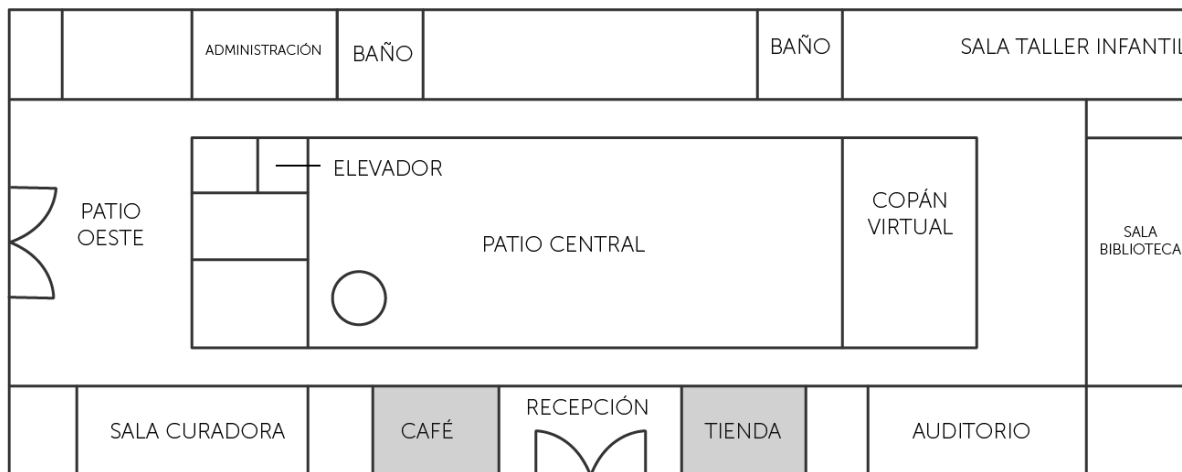 ADMINISTRACIÓN
BAÑO
BAÑO
SALA TALLER INFANTIL
ELEVADOR
PATIO
OESTE
PATIO CENTRAL
COPÁN
VIRTUAL
SALA
BIBLIOTECA
SALA CURADORA
CAFÉ
RECEPCIÓN
TIENDA
AUDITORIO